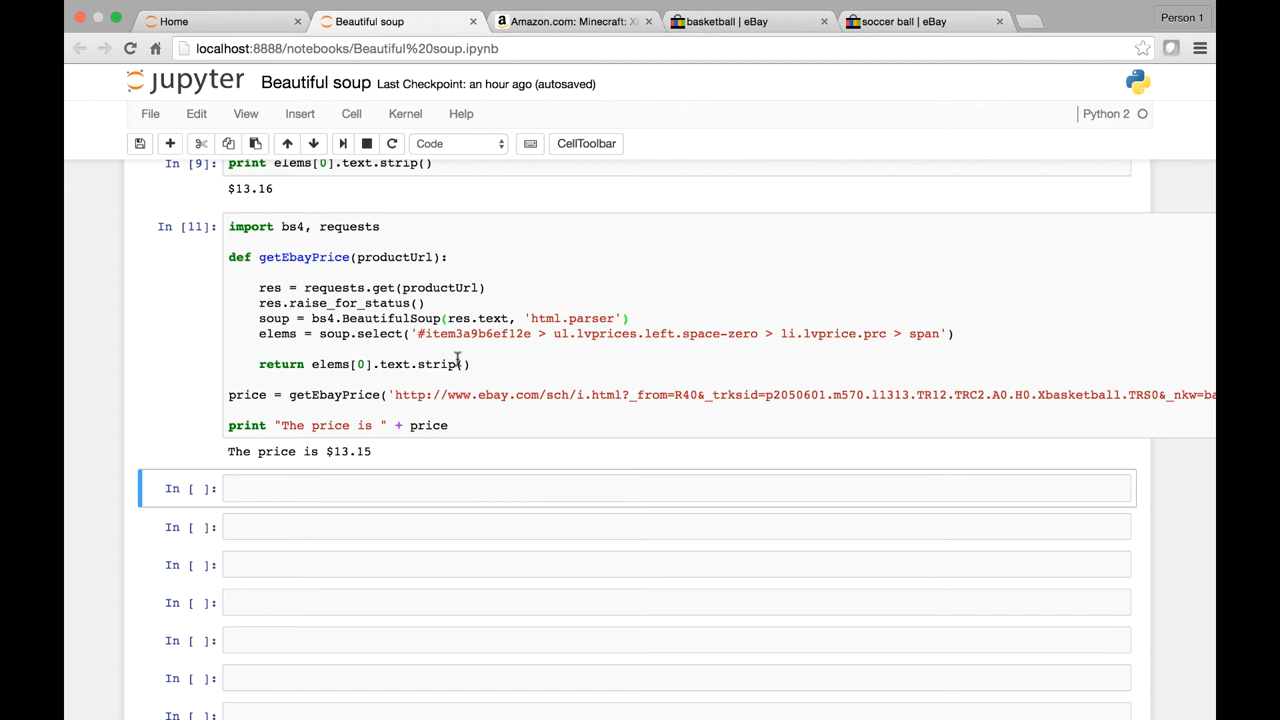 Home
Beautiful soup
Amazon.com: Minecraft: X
basketball | eBay
soccer ball | eBay
Person 1
localhost:8888/notebooks/Beautiful%20soup.ipynb
jupyter Beautiful soup Last Checkpoint: an hour ago (autosaved)
File Edit View Insert Cell Kernel Help Python 2
Code CellToolbar
In [9]: print elems[0].text.strip()
$13.16
In [11]: import bs4, requests
def getEbayPrice(productUrl):
res = requests.get(productUrl)
res.raise_for_status()
soup = bs4.BeautifulSoup(res.text, 'html.parser')
elems = soup.select('#item3a9b6ef12e > ul.lvprices.left.space-zero > li.lvprice.prc > span')
return elems[0].text.strip()
price = getEbayPrice('http://www.ebay.com/sch/i.html?_from=R40&_trksid=p2050601.m570.l1313.TR12.TRC2.A0.H0.Xbasketball.TRS0&_nkw=ba
print "The price is " + price
The price is $13.15
In [ ]:
In [ ]:
In [ ]:
In [ ]:
In [ ]:
In [ ]:
In [ ]: